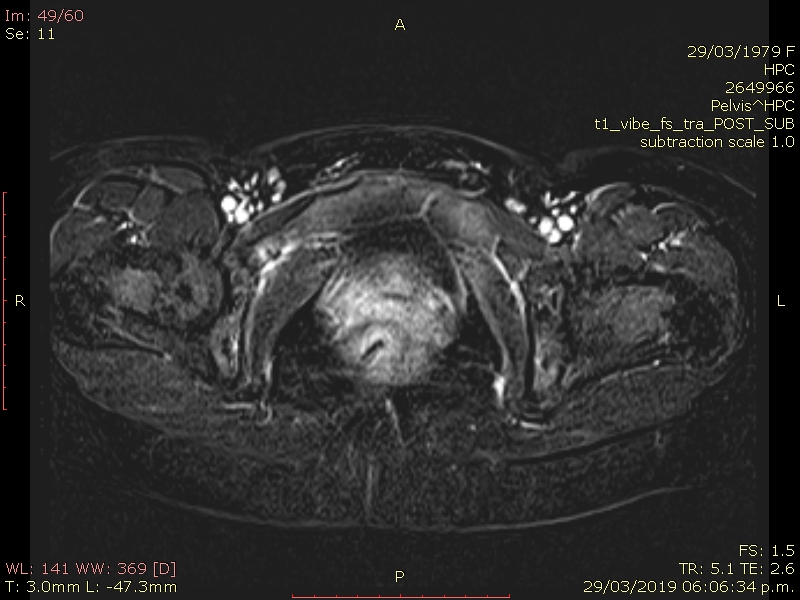 Im: 49/60
Se: 11
A
29/03/1979 F
HPC
2649966
Pelvis^HPC
t1_vibe_fs_tra_POST_SUB
subtraction scale 1.0
R
L
WL: 141 WW: 369 [D]
T: 3.0mm L: -47.3mm
P
FS: 1.5
TR: 5.1 TE: 2.6
29/03/2019 06:06:34 p.m.